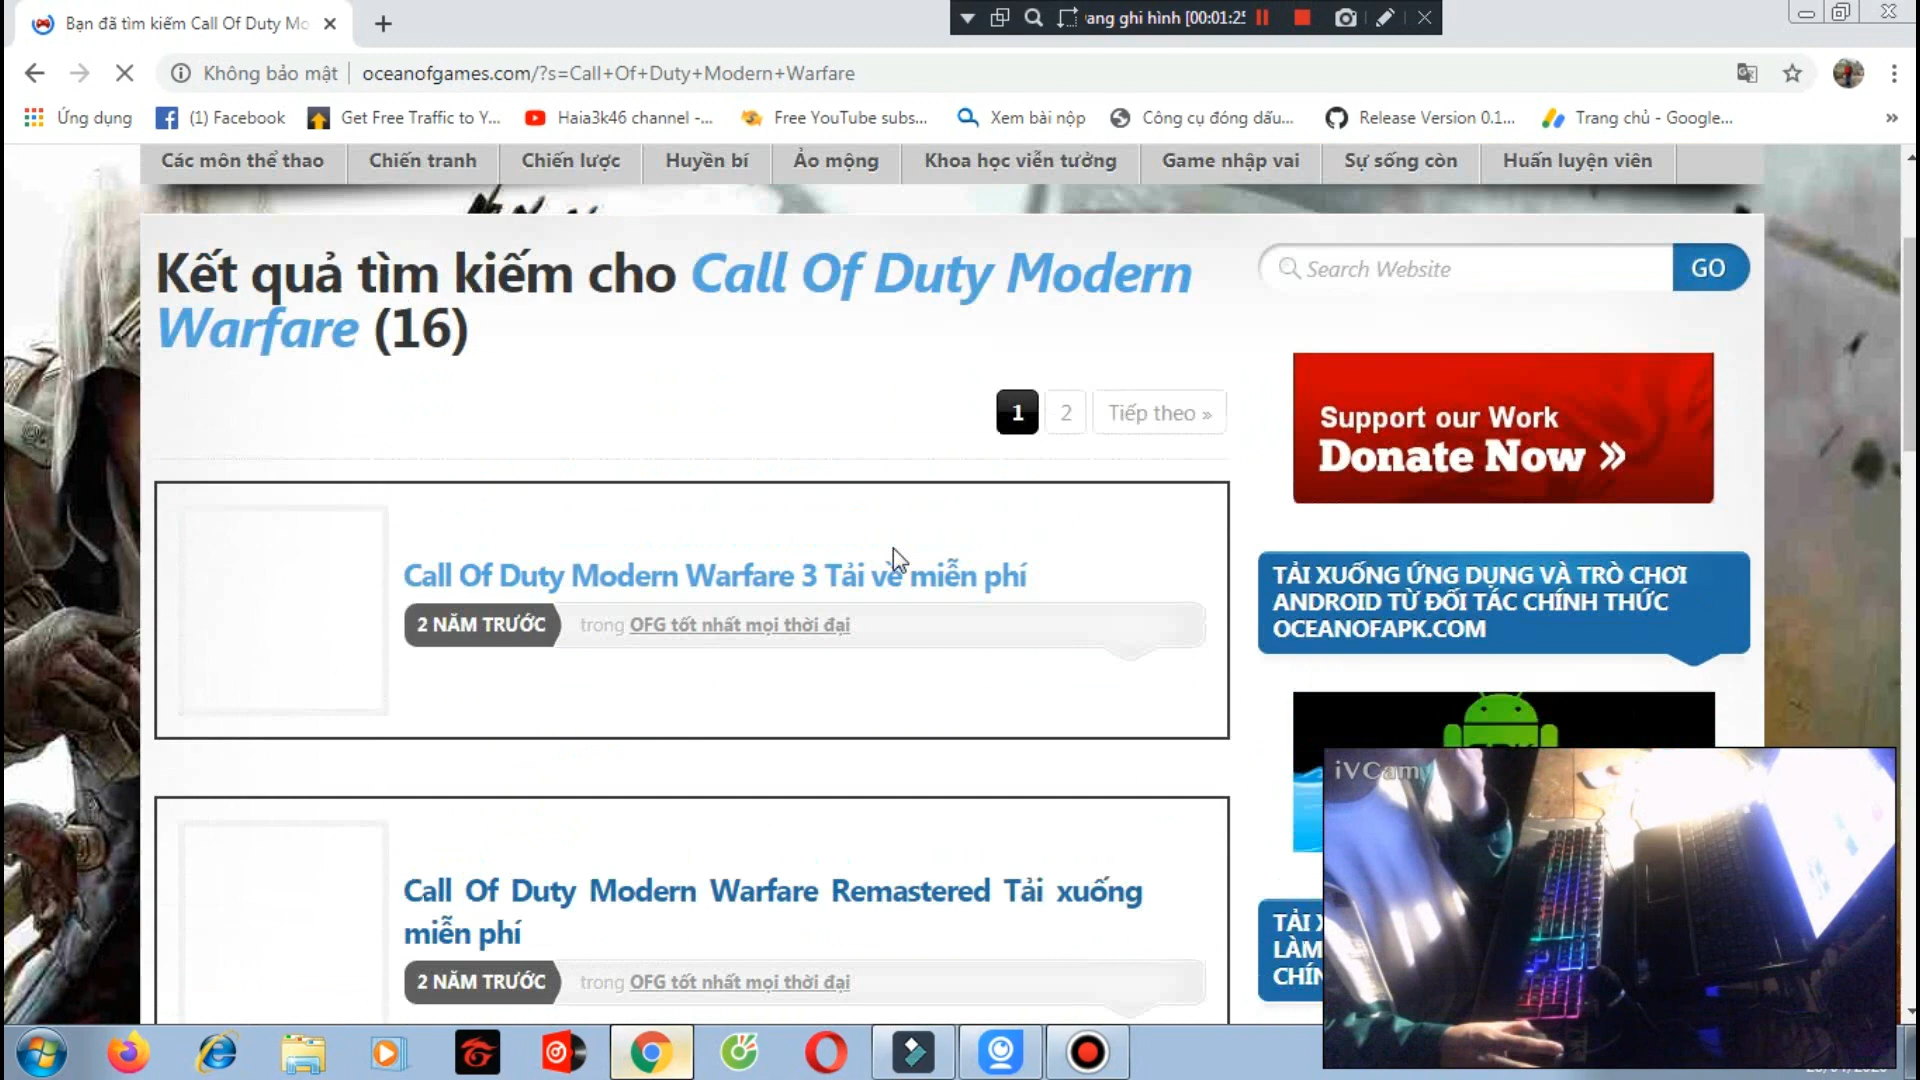 Bạn đã tìm kiếm Call Of Duty Mo
ang ghi hình [00:01:25
Không bảo mật
oceanofgames.com/?s=Call+Of+Duty+Modern+Warfare
Ứng dụng
(1) Facebook
Get Free Traffic to Y...
Haia3k46 channel -...
Free YouTube subs...
Xem bài nộp
Công cụ đóng dấu...
Release Version 0.1...
Trang chủ - Google...
»
Các môn thể thao
Chiến tranh
Chiến lược
Huyền bí
Ảo mộng
Khoa học viễn tưởng
Game nhập vai
Sự sống còn
Huấn luyện viên
Kết quả tìm kiếm cho Call Of Duty Modern
Warfare (16)
Search Website
GO
1
2
Tiếp theo »
Support our Work
Donate Now »
Call Of Duty Modern Warfare 3 Tải về miễn phí
2 NĂM TRƯỚC
trong OFG tốt nhất mọi thời đại
TẢI XUỐNG ỨNG DỤNG VÀ TRÒ CHƠI
ANDROID TỪ ĐỐI TÁC CHÍNH THỨC
OCEANOFAPK.COM
iVCam
Call Of Duty Modern Warfare Remastered Tải xuống
miễn phí
2 NĂM TRƯỚC
trong OFG tốt nhất mọi thời đại
TẢI
LÀM
CHÍN